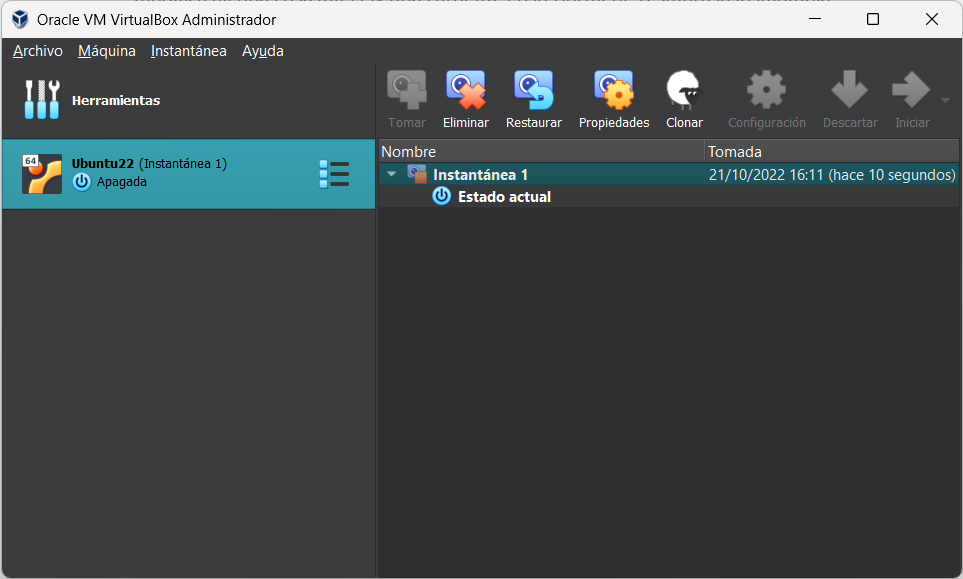 Oracle VM VirtualBox Administrador
Archivo Máquina Instantánea Ayuda
Herramientas
Tomar Eliminar Restaurar Propiedades Clonar Configuración Descartar Iniciar
64
Ubuntu22 (Instantánea 1)
Apagada
Nombre Tomada
Instantánea 1 21/10/2022 16:11 (hace 10 segundos)
Estado actual